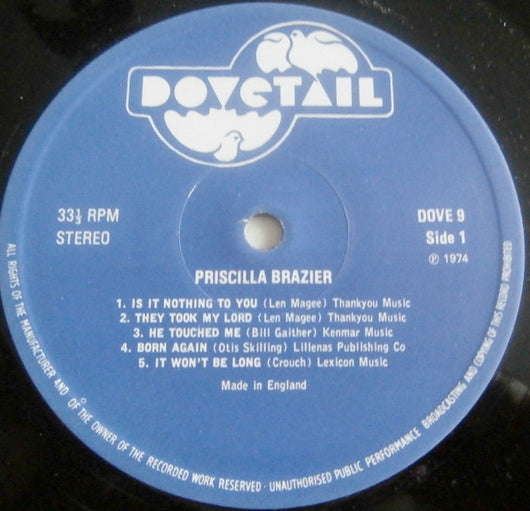 DOVETAIL
33⅓ RPM
STEREO
DOVE 9
Side 1
℗ 1974
PRISCILLA BRAZIER
1. IS IT NOTHING TO YOU (Len Magee) Thankyou Music
2. THEY TOOK MY LORD (Len Magee) Thankyou Music
3. HE TOUCHED ME (Bill Gaither) Kenmar Music
4. BORN AGAIN (Otis Skilling) Lillenas Publishing Co
5. IT WON'T BE LONG (Crouch) Lexicon Music
Made in England
ALL RIGHTS OF THE MANUFACTURER AND OF THE OWNER OF THE RECORDED WORK RESERVED · UNAUTHORISED PUBLIC PERFORMANCE BROADCASTING AND COPYING OF THIS RECORD PROHIBITED
©